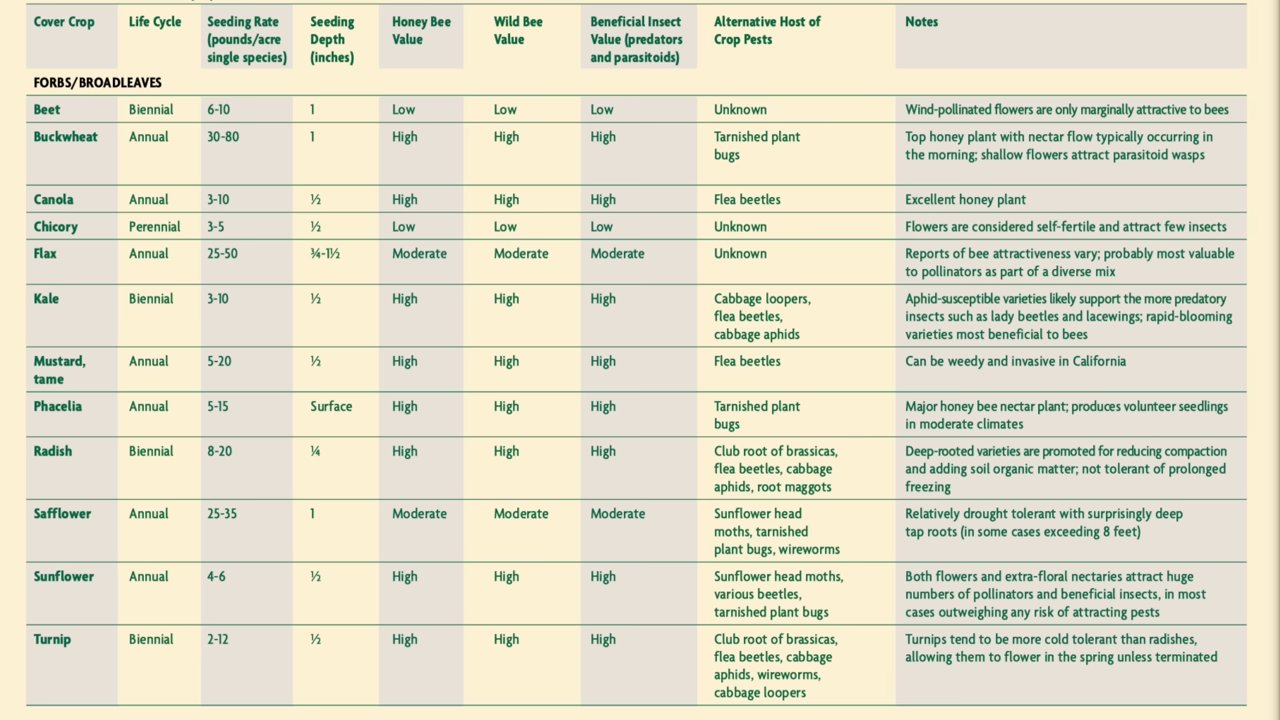 Cover Crop Life Cycle Seeding Rate (pounds/acre single species) Seeding Depth (inches) Honey Bee Value Wild Bee Value Beneficial Insect Value (predators and parasitoids) Alternative Host of Crop Pests Notes
FORBS/BROADLEAVES
Beet Biennial 6-10 1 Low Low Low Unknown Wind-pollinated flowers are only marginally attractive to bees
Buckwheat Annual 30-80 1 High High High Tarnished plant bugs Top honey plant with nectar flow typically occurring in the morning; shallow flowers attract parasitoid wasps
Canola Annual 3-10 ½ High High High Flea beetles Excellent honey plant
Chicory Perennial 3-5 ½ Low Low Low Unknown Flowers are considered self-fertile and attract few insects
Flax Annual 25-50 ¾-1½ Moderate Moderate Moderate Unknown Reports of bee attractiveness vary; probably most valuable to pollinators as part of a diverse mix
Kale Biennial 3-10 ½ High High High Cabbage loopers, flea beetles, cabbage aphids Aphid-susceptible varieties likely support the more predatory insects such as lady beetles and lacewings; rapid-blooming varieties most beneficial to bees
Mustard, tame Annual 5-20 ½ High High High Flea beetles Can be weedy and invasive in California
Phacelia Annual 5-15 Surface High High High Tarnished plant bugs Major honey bee nectar plant; produces volunteer seedlings in moderate climates
Radish Biennial 8-20 ¼ High High High Club root of brassicas, flea beetles, cabbage aphids, root maggots Deep-rooted varieties are promoted for reducing compaction and adding soil organic matter; not tolerant of prolonged freezing
Safflower Annual 25-35 1 Moderate Moderate Moderate Sunflower head moths, tarnished plant bugs, wireworms Relatively drought tolerant with surprisingly deep tap roots (in some cases exceeding 8 feet)
Sunflower Annual 4-6 ½ High High High Sunflower head moths, various beetles, tarnished plant bugs Both flowers and extra-floral nectaries attract huge numbers of pollinators and beneficial insects, in most cases outweighing any risk of attracting pests
Turnip Biennial 2-12 ½ High High High Club root of brassicas, flea beetles, cabbage aphids, wireworms, cabbage loopers Turnips tend to be more cold tolerant than radishes, allowing them to flower in the spring unless terminated